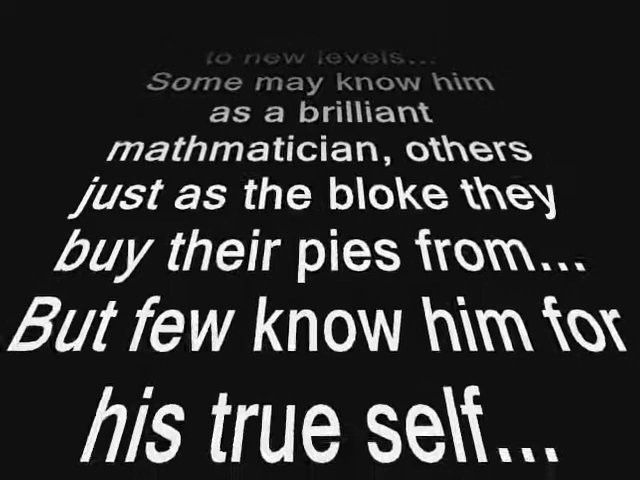 to new levels...
Some may know him
as a brilliant
mathmatician, others
just as the bloke they
buy their pies from...
But few know him for
his true self...